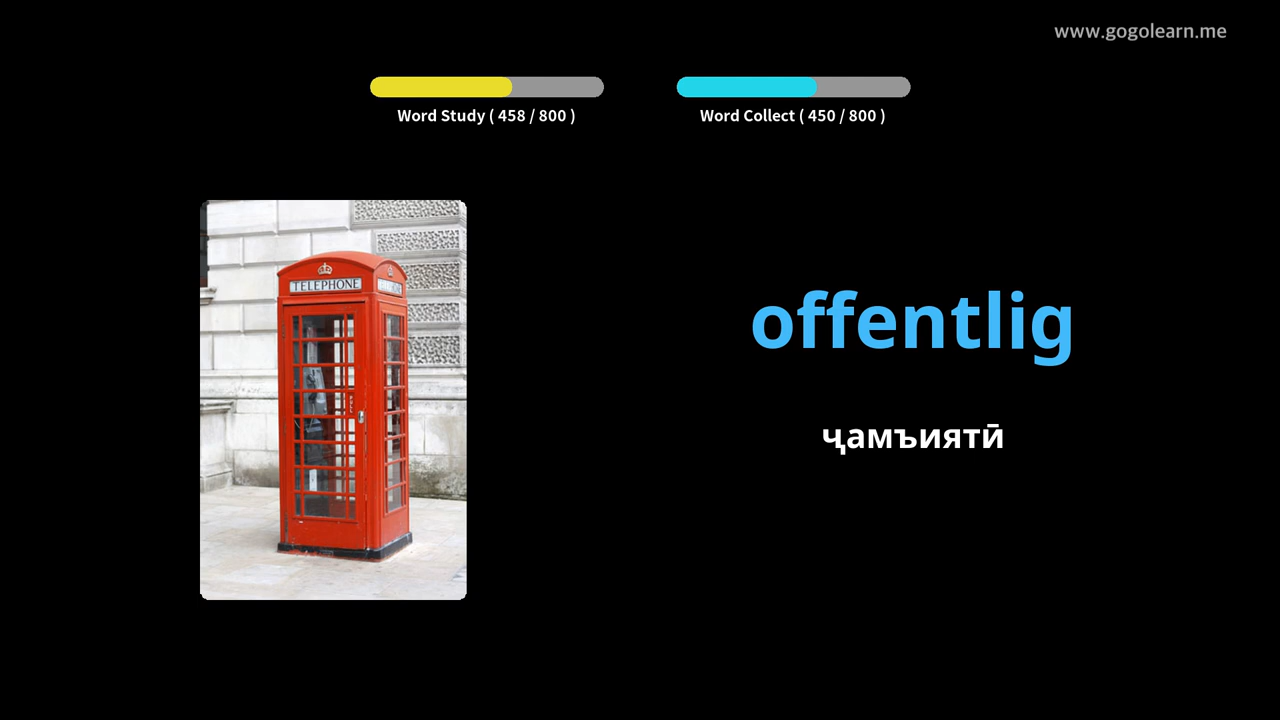 www.gogolearn.me
Word Study ( 458 / 800 )
Word Collect ( 450 / 800 )
TELEPHONE
offentlig
ҷамъиятӣ